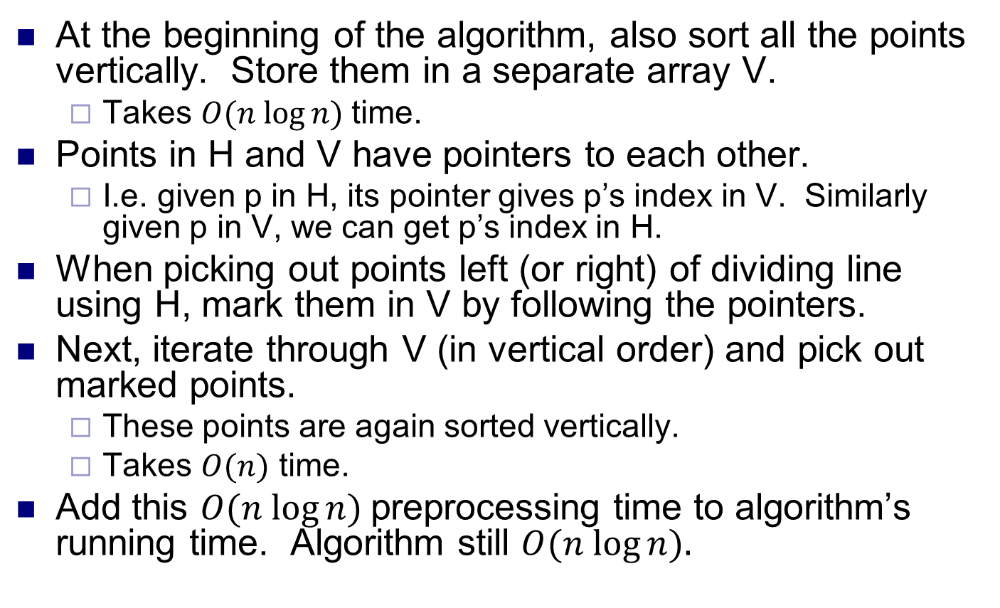 At the beginning of the algorithm, also sort all the points
vertically.  Store them in a separate array V.
Takes O(n log n) time.
Points in H and V have pointers to each other.
I.e. given p in H, its pointer gives p’s index in V.  Similarly
given p in V, we can get p’s index in H.
When picking out points left (or right) of dividing line
using H, mark them in V by following the pointers.
Next, iterate through V (in vertical order) and pick out
marked points.
These points are again sorted vertically.
Takes O(n) time.
Add this O(n log n) preprocessing time to algorithm’s
running time.  Algorithm still O(n log n).